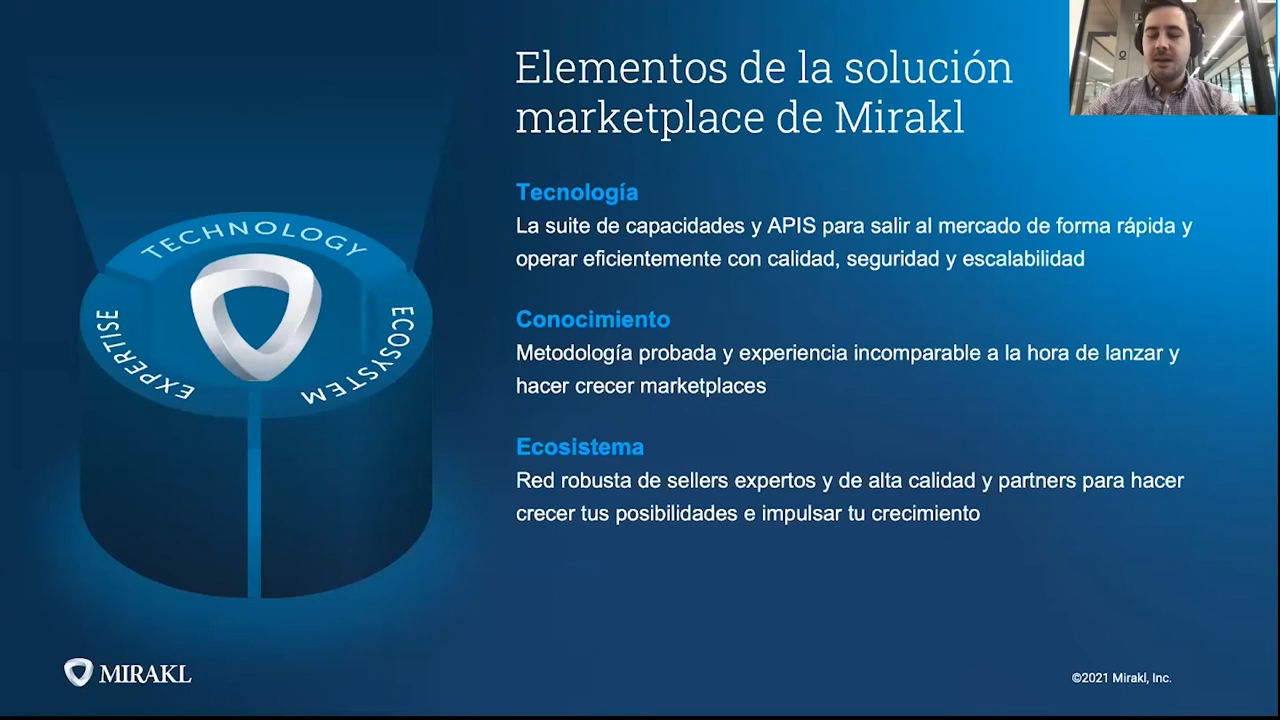 Elementos de la solución
marketplace de Mirakl
Tecnología
La suite de capacidades y APIS para salir al mercado de forma rápida y
operar eficientemente con calidad, seguridad y escalabilidad
Conocimiento
Metodología probada y experiencia incomparable a la hora de lanzar y
hacer crecer marketplaces
Ecosistema
Red robusta de sellers expertos y de alta calidad y partners para hacer
crecer tus posibilidades e impulsar tu crecimiento
TECHNOLOGY
ECOSYSTEM
EXPERTISE
MIRAKL
©2021 Mirakl, Inc.